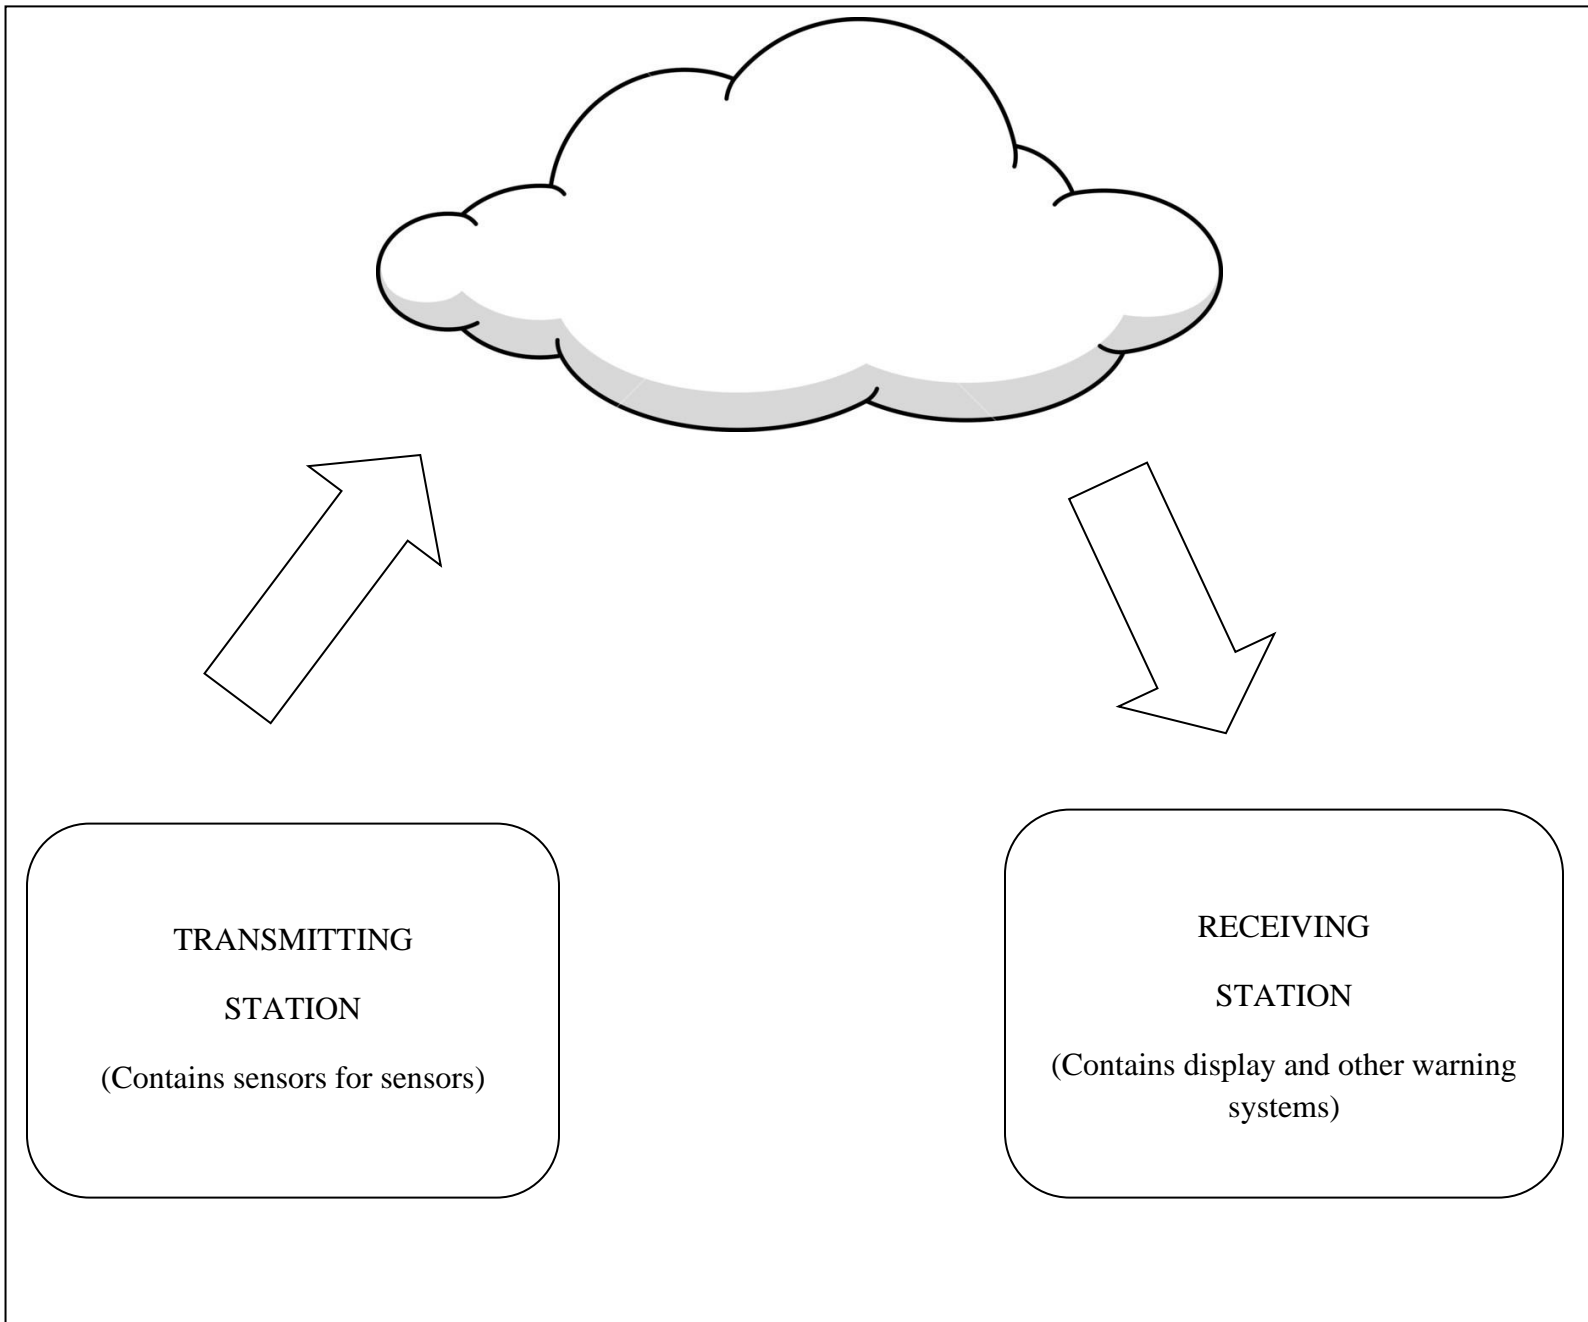 TRANSMITTING
STATION
(Contains sensors for sensors)
RECEIVING
STATION
(Contains display and other warning
systems)